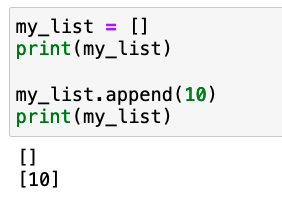 my_list = []
print(my_list)
my_list.append(10)
print(my_list)
[]
[10]